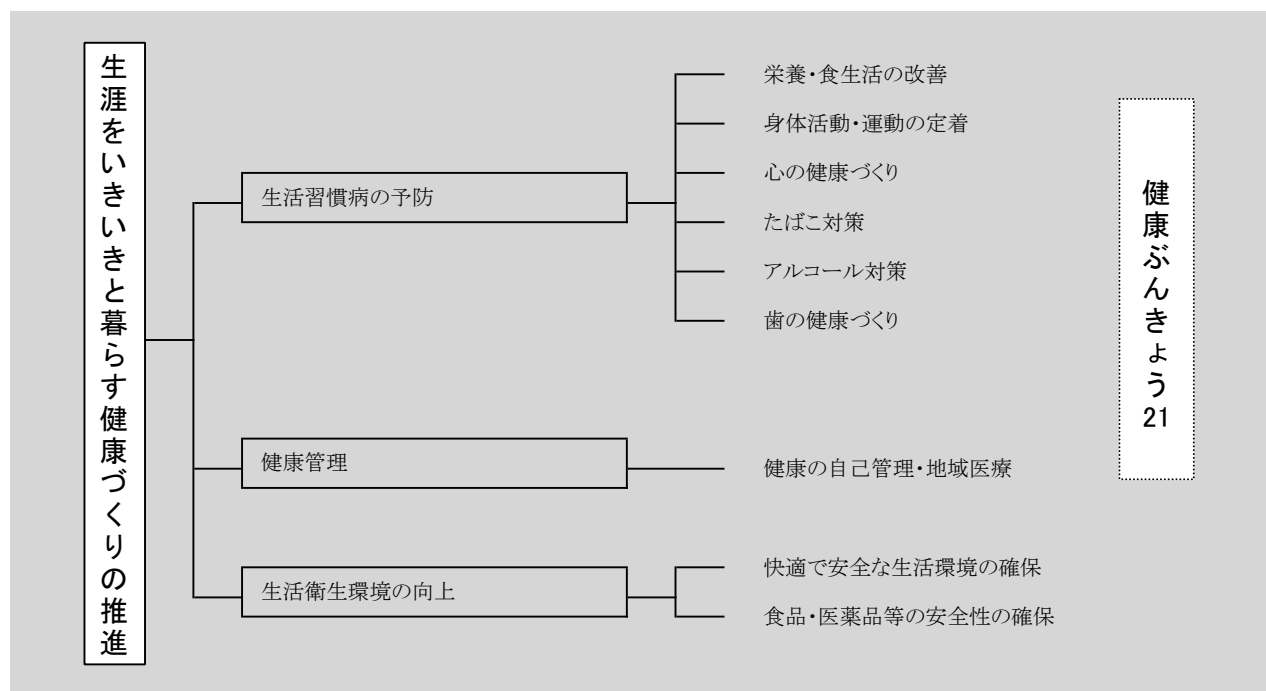 生涯をいきいきと暮らす健康づくりの推進
生活習慣病の予防
栄養・食生活の改善
身体活動・運動の定着
心の健康づくり
たばこ対策
アルコール対策
歯の健康づくり
健康管理
健康の自己管理・地域医療
生活衛生環境の向上
快適で安全な生活環境の確保
食品・医薬品等の安全性の確保
健康ぶんきょう21